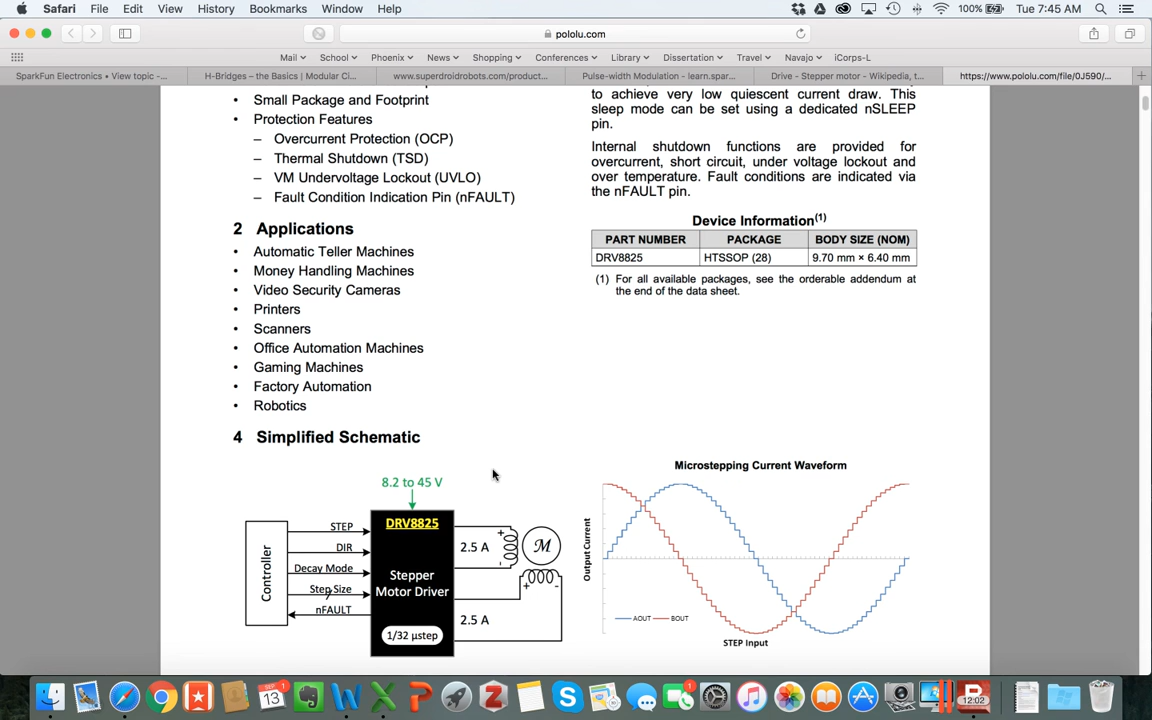 Safari File Edit View History Bookmarks Window Help 100% Tue 7:45 AM
pololu.com
Mail School Phoenix News Shopping Conferences Library Dissertation Travel Navajo iCorps-L
SparkFun Electronics • View topic -... H-Bridges – the Basics | Modular Ci... www.superdroidrobots.com/product... Pulse-width Modulation - learn.spar... Drive - Stepper motor - Wikipedia, t... https://www.pololu.com/file/0J590/... +
• Small Package and Footprint
• Protection Features
– Overcurrent Protection (OCP)
– Thermal Shutdown (TSD)
– VM Undervoltage Lockout (UVLO)
– Fault Condition Indication Pin (nFAULT)
2 Applications
• Automatic Teller Machines
• Money Handling Machines
• Video Security Cameras
• Printers
• Scanners
• Office Automation Machines
• Gaming Machines
• Factory Automation
• Robotics
to achieve very low quiescent current draw. This
sleep mode can be set using a dedicated nSLEEP
pin.
Internal shutdown functions are provided for
overcurrent, short circuit, under voltage lockout and
over temperature. Fault conditions are indicated via
the nFAULT pin.
Device Information(1)
PART NUMBER PACKAGE BODY SIZE (NOM)
DRV8825 HTSSOP (28) 9.70 mm × 6.40 mm
(1) For all available packages, see the orderable addendum at
the end of the data sheet.
4 Simplified Schematic
8.2 to 45 V
DRV8825
Controller
STEP
DIR
Decay Mode
Step Size
nFAULT
Stepper
Motor Driver
1/32 µstep
2.5 A
2.5 A
+
-
M
+ -
Microstepping Current Waveform
Output Current
AOUT BOUT
STEP Input
SEP
13
1
12:02